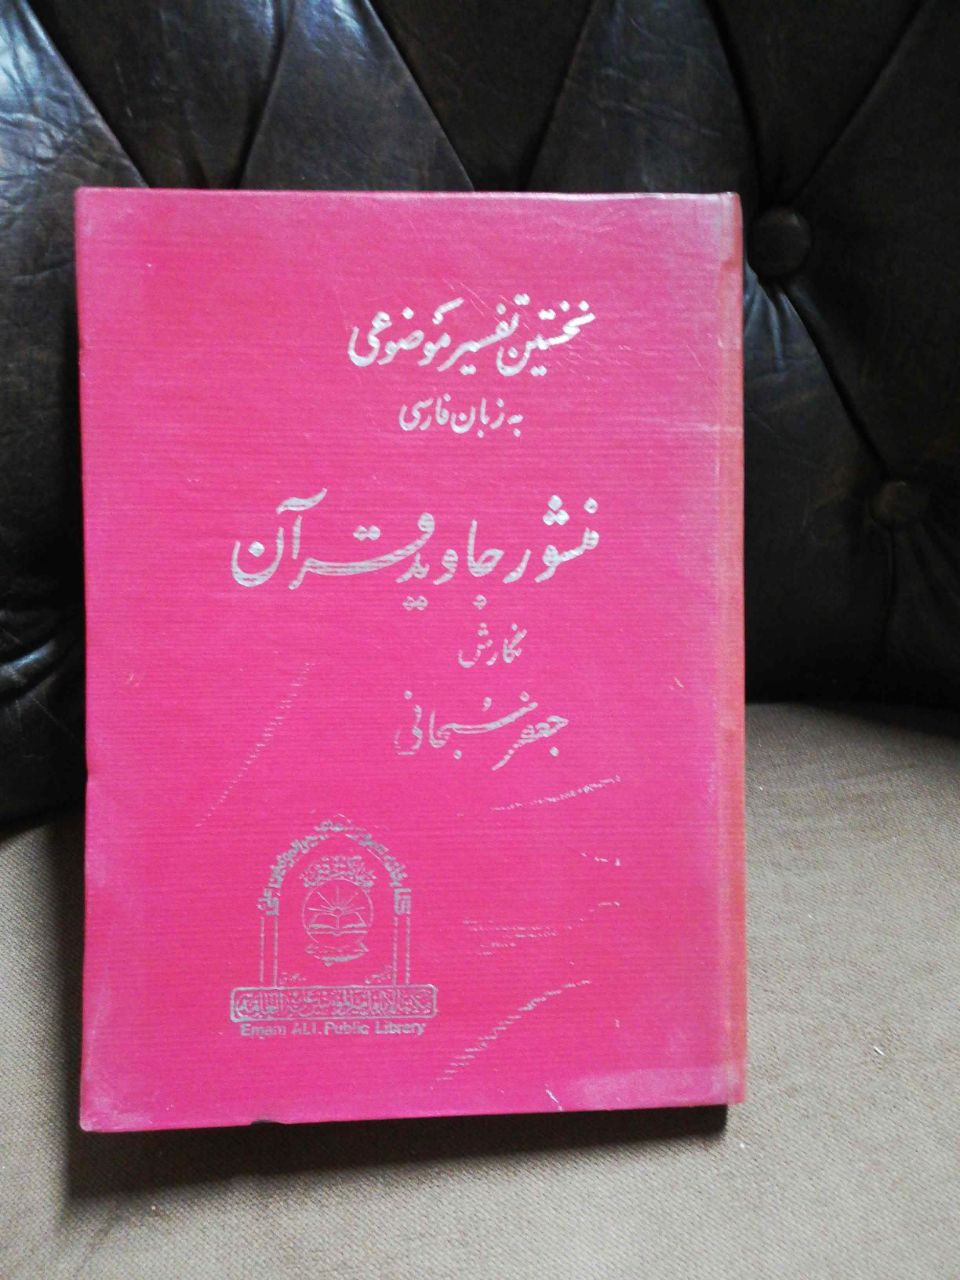 نخستین تفسیر موضوعی
به زبان فارسی
منشور جاوید قرآن
نگارش
جعفر سبحانی
Emam ALI. Public Library